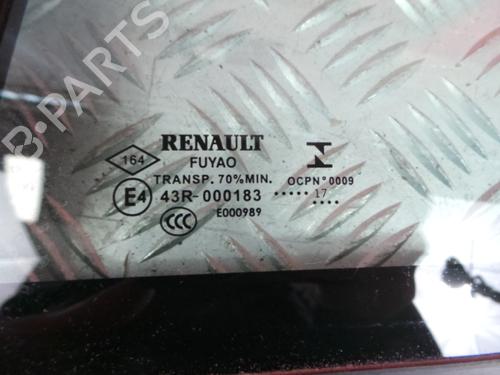 B-PARTS
RENAULT
164
FUYAO
TRANSP. 70%MIN.
OCPN°0009
E4
43R-000183
..... 17
....
CCC
E000989